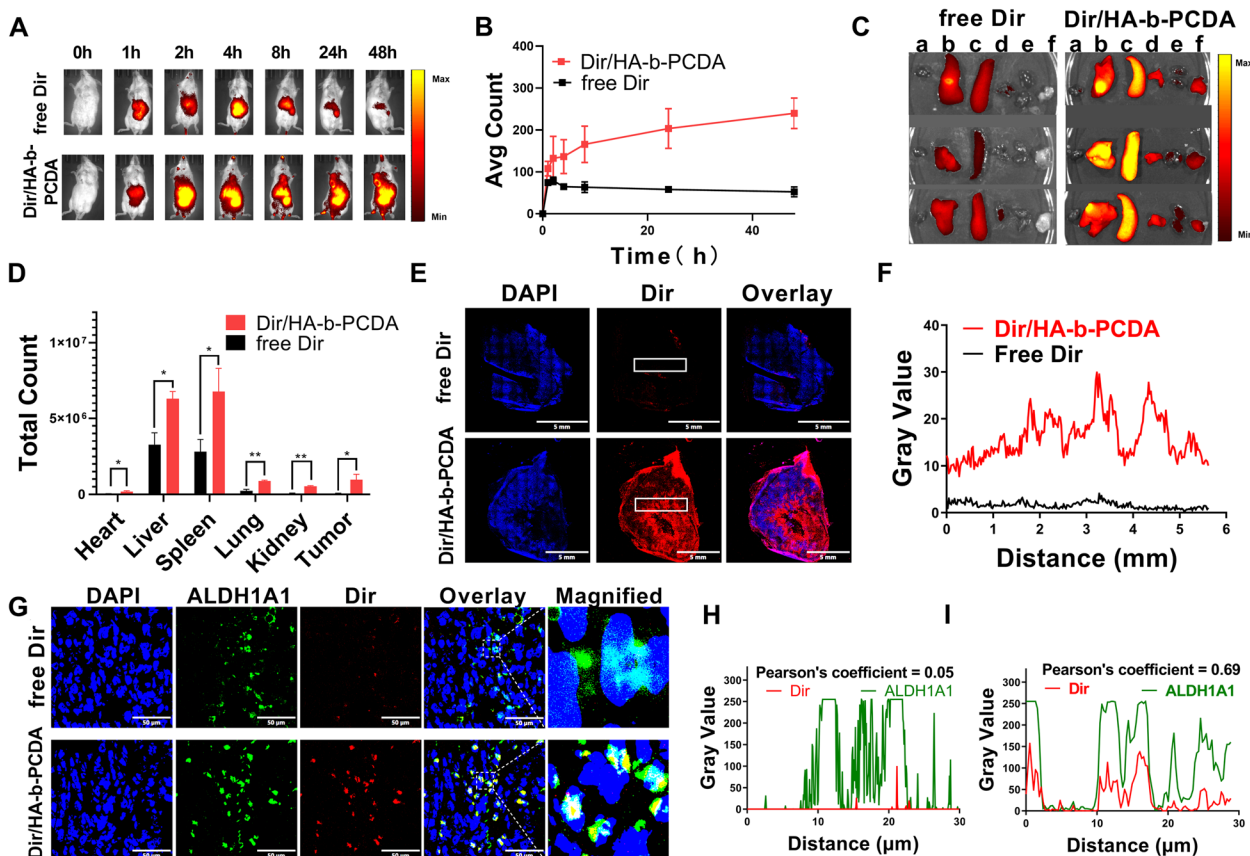 A
0h 1h 2h 4h 8h 24h 48h
free Dir
Dir/HA-b-
PCDA
Max
Min
B
Avg Count
400
300
200
100
0
Dir/HA-b-PCDA
free Dir
0 20 40
Time( h)
C
free Dir Dir/HA-b-PCDA
a b c d e f a b c d e f
Max
Min
D
Total Count
1×10⁷
5×10⁶
0
Dir/HA-b-PCDA
free Dir
* * * ** ** *
Heart Liver Spleen Lung Kidney Tumor
E
DAPI Dir Overlay
free Dir
5 mm 5 mm 5 mm
Dir/HA-b-PCDA
5 mm 5 mm 5 mm
F
Gray Value
40
30
20
10
0
Dir/HA-b-PCDA
Free Dir
0 1 2 3 4 5 6
Distance (mm)
G
DAPI ALDH1A1 Dir Overlay Magnified
free Dir
50 μm 50 μm 50 μm 50 μm
Dir/HA-b-PCDA
50 μm 50 μm 50 μm 50 μm
H
Pearson's coefficient = 0.05
Dir ALDH1A1
Gray Value
300
250
200
150
100
50
0
0 10 20 30
Distance (μm)
I
Pearson's coefficient = 0.69
Dir ALDH1A1
Gray Value
300
250
200
150
100
50
0
0 10 20 30
Distance (μm)